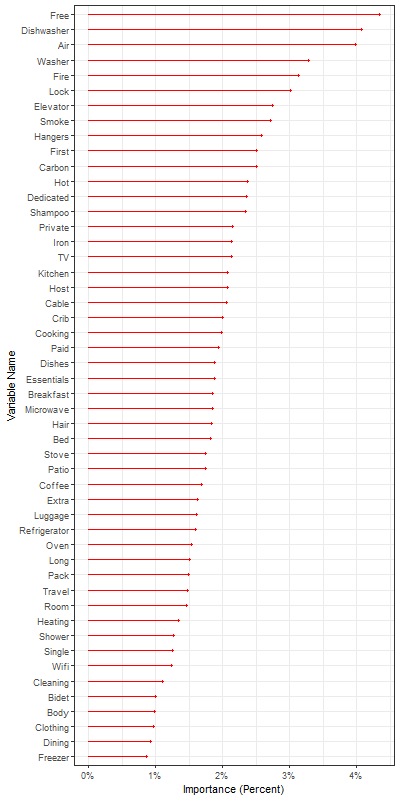 Free
Dishwasher
Air
Washer
Fire
Lock
Elevator
Smoke
Hangers
First
Carbon
Hot
Dedicated
Shampoo
Private
Iron
TV
Kitchen
Host
Cable
Crib
Cooking
Paid
Dishes
Essentials
Breakfast
Microwave
Hair
Bed
Stove
Patio
Coffee
Extra
Luggage
Refrigerator
Oven
Long
Pack
Travel
Room
Heating
Shower
Single
Wifi
Cleaning
Bidet
Body
Clothing
Dining
Freezer
Variable Name
0% 1% 2% 3% 4%
Importance (Percent)